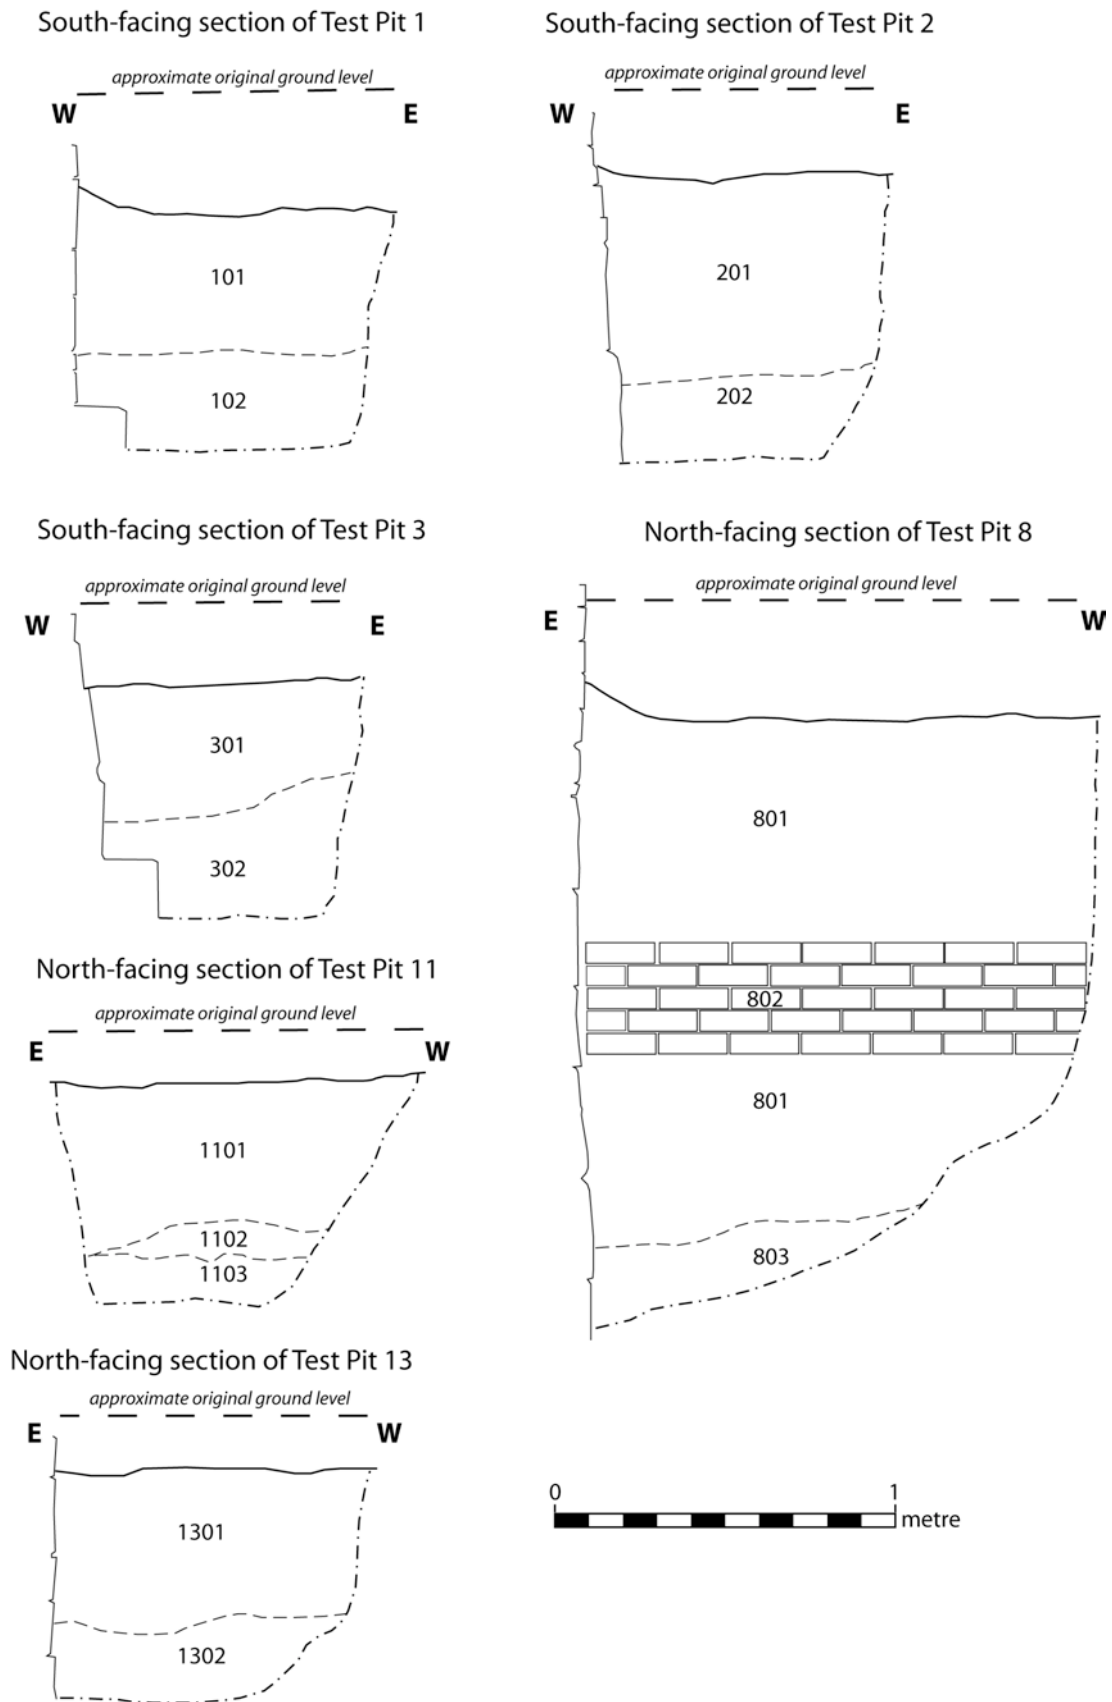 South-facing section of Test Pit 1
approximate original ground level
W
E
101
102
South-facing section of Test Pit 2
approximate original ground level
W
E
201
202
South-facing section of Test Pit 3
approximate original ground level
W
E
301
302
North-facing section of Test Pit 8
approximate original ground level
E
W
801
802
801
803
North-facing section of Test Pit 11
approximate original ground level
E
W
1101
1102
1103
North-facing section of Test Pit 13
approximate original ground level
E
W
1301
1302
0 1
metre